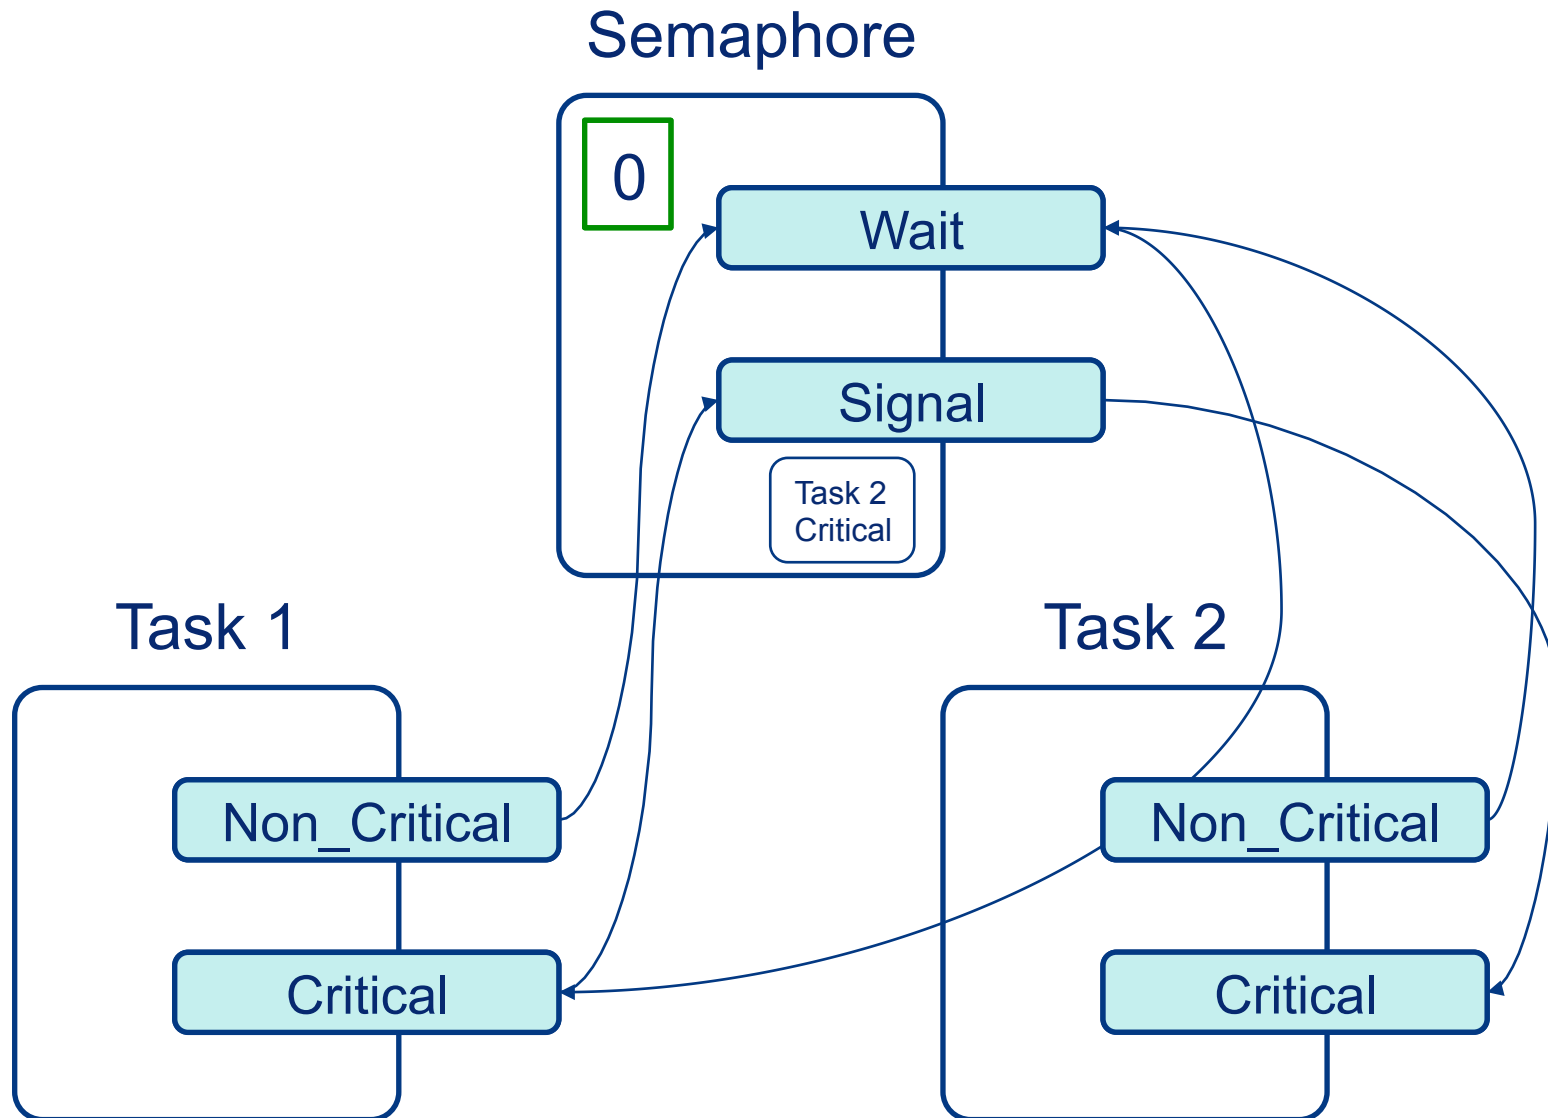 Semaphore
0
Wait
Signal
Task 2
Critical
Task 1
Task 2
Non_Critical
Non_Critical
Critical
Critical